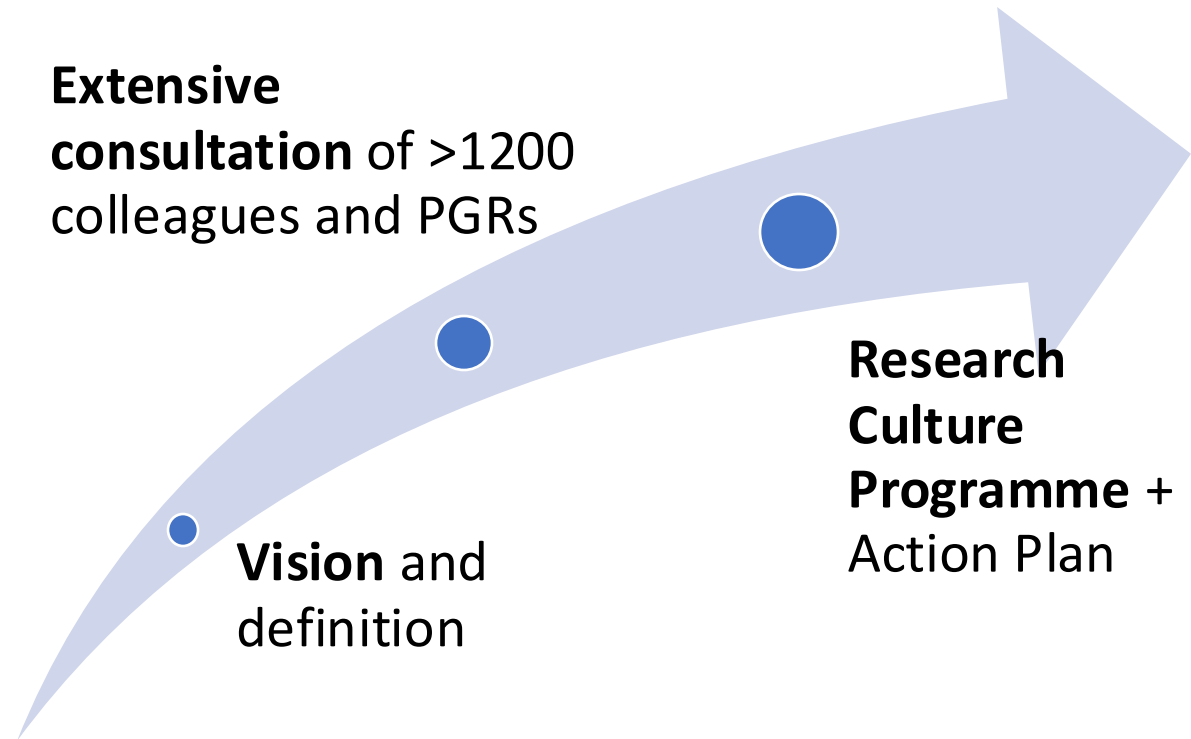 Extensive
consultation of >1200
colleagues and PGRs
Vision and
definition
Research
Culture
Programme +
Action Plan